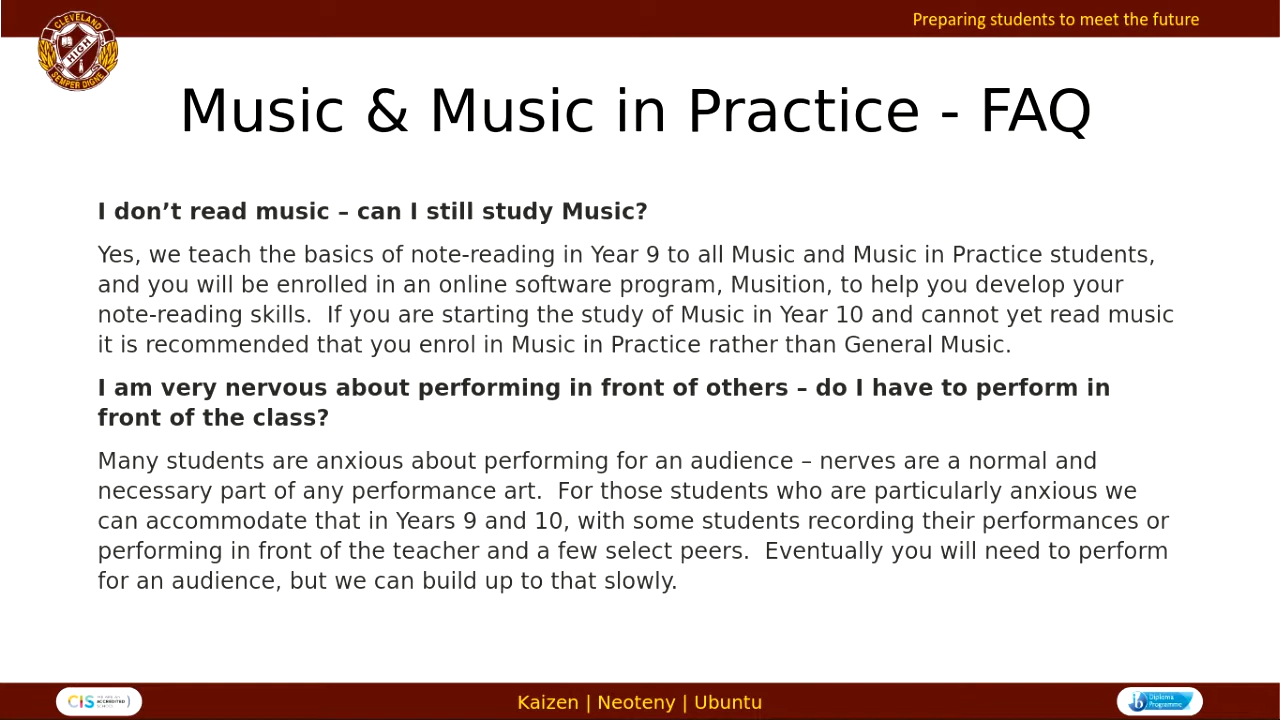 Preparing students to meet the future
CLEVELAND
HIGH
SEMPER DIGNE
Music & Music in Practice - FAQ
I don’t read music – can I still study Music?
Yes, we teach the basics of note-reading in Year 9 to all Music and Music in Practice students,
and you will be enrolled in an online software program, Musition, to help you develop your
note-reading skills.  If you are starting the study of Music in Year 10 and cannot yet read music
it is recommended that you enrol in Music in Practice rather than General Music.
I am very nervous about performing in front of others – do I have to perform in
front of the class?
Many students are anxious about performing for an audience – nerves are a normal and
necessary part of any performance art.  For those students who are particularly anxious we
can accommodate that in Years 9 and 10, with some students recording their performances or
performing in front of the teacher and a few select peers.  Eventually you will need to perform
for an audience, but we can build up to that slowly.
CIS
ACCREDITED
Kaizen | Neoteny | Ubuntu
Diploma
Programme